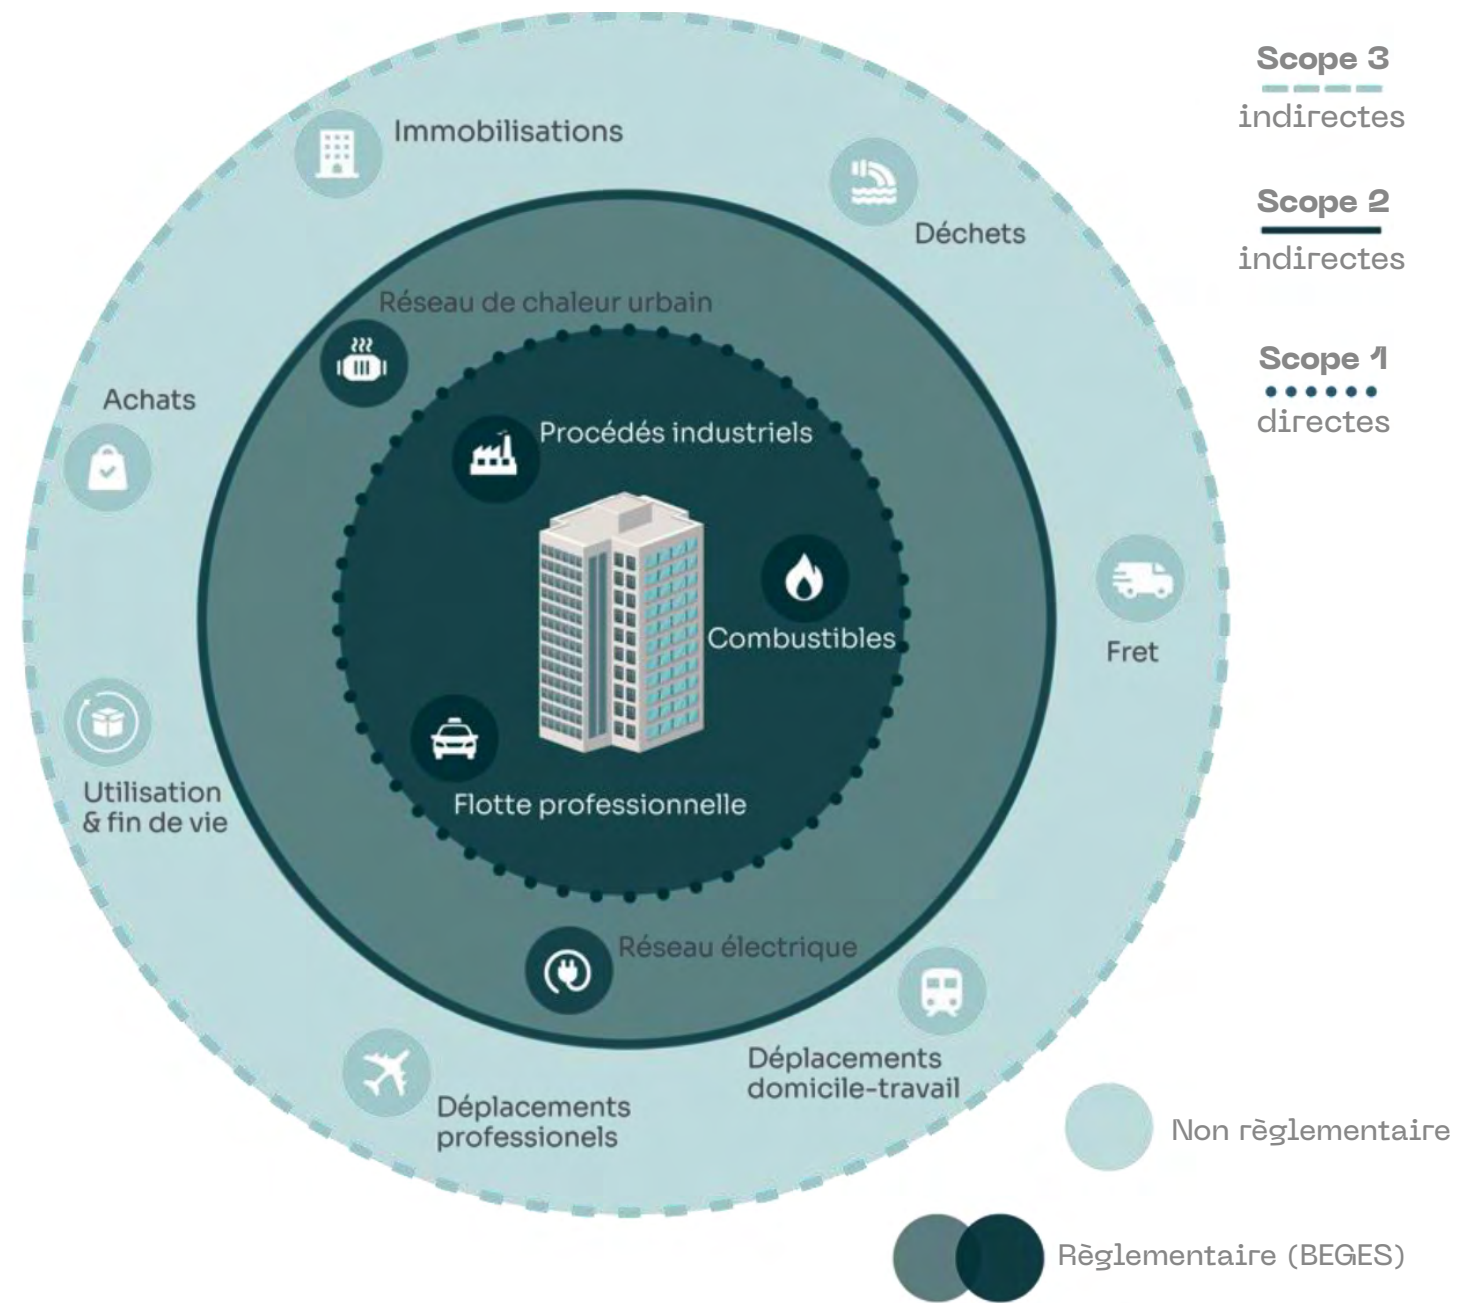 Scope 3
indirectes
Scope 2
indirectes
Scope 1
directes
Immobilisations
Déchets
Réseau de chaleur urbain
Achats
Procédés industriels
Combustibles
Fret
Utilisation
& fin de vie
Flotte professionnelle
Réseau électrique
Déplacements
domicile-travail
Déplacements
professionels
Non règlementaire
Règlementaire (BEGES)